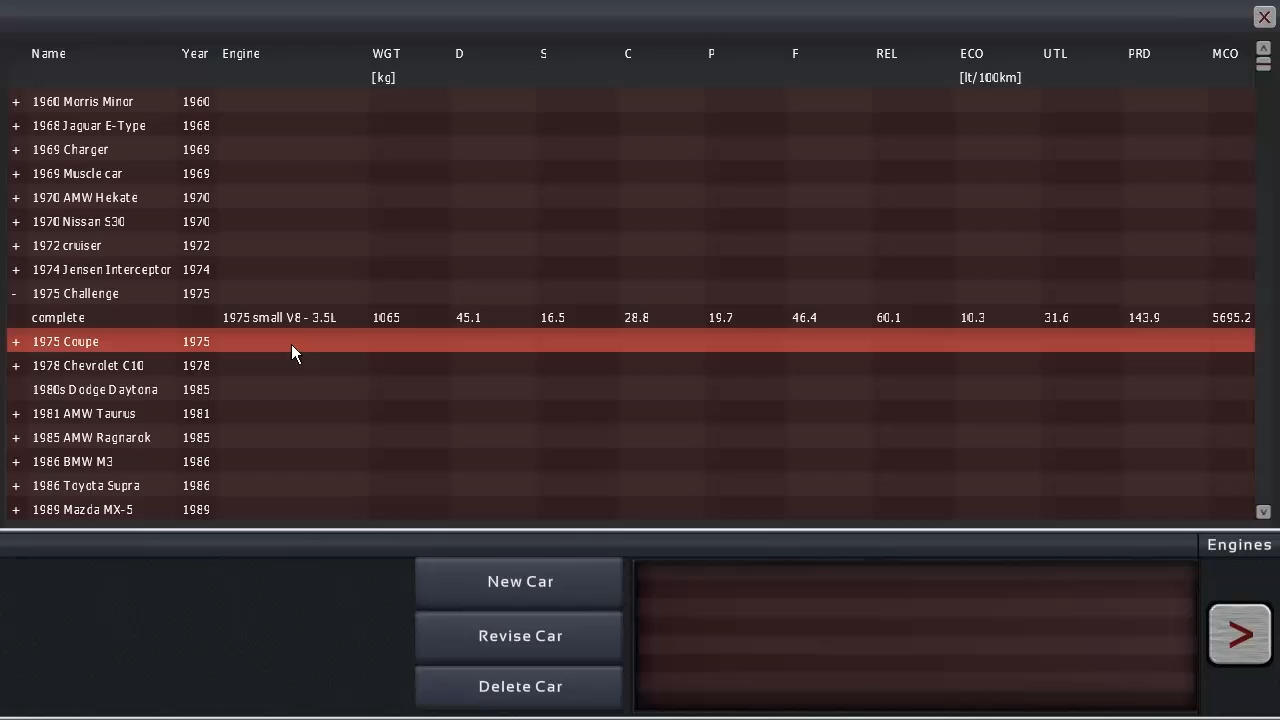 Name Year Engine WGT D S C P F REL ECO UTL PRD MCO
[kg] [lt/100km]
+ 1960 Morris Minor 1960
+ 1968 Jaguar E-Type 1968
+ 1969 Charger 1969
+ 1969 Muscle car 1969
+ 1970 AMW Hekate 1970
+ 1970 Nissan S30 1970
+ 1972 cruiser 1972
+ 1974 Jensen Interceptor 1974
- 1975 Challenge 1975
complete 1975 small V8 - 3.5L 1065 45.1 16.5 28.8 19.7 46.4 60.1 10.3 31.6 143.9 5695.2
+ 1975 Coupe 1975
+ 1978 Chevrolet C10 1978
1980s Dodge Daytona 1985
+ 1981 AMW Taurus 1981
+ 1985 AMW Ragnarok 1985
+ 1986 BMW M3 1986
+ 1986 Toyota Supra 1986
+ 1989 Mazda MX-5 1989
Engines
New Car
Revise Car
Delete Car